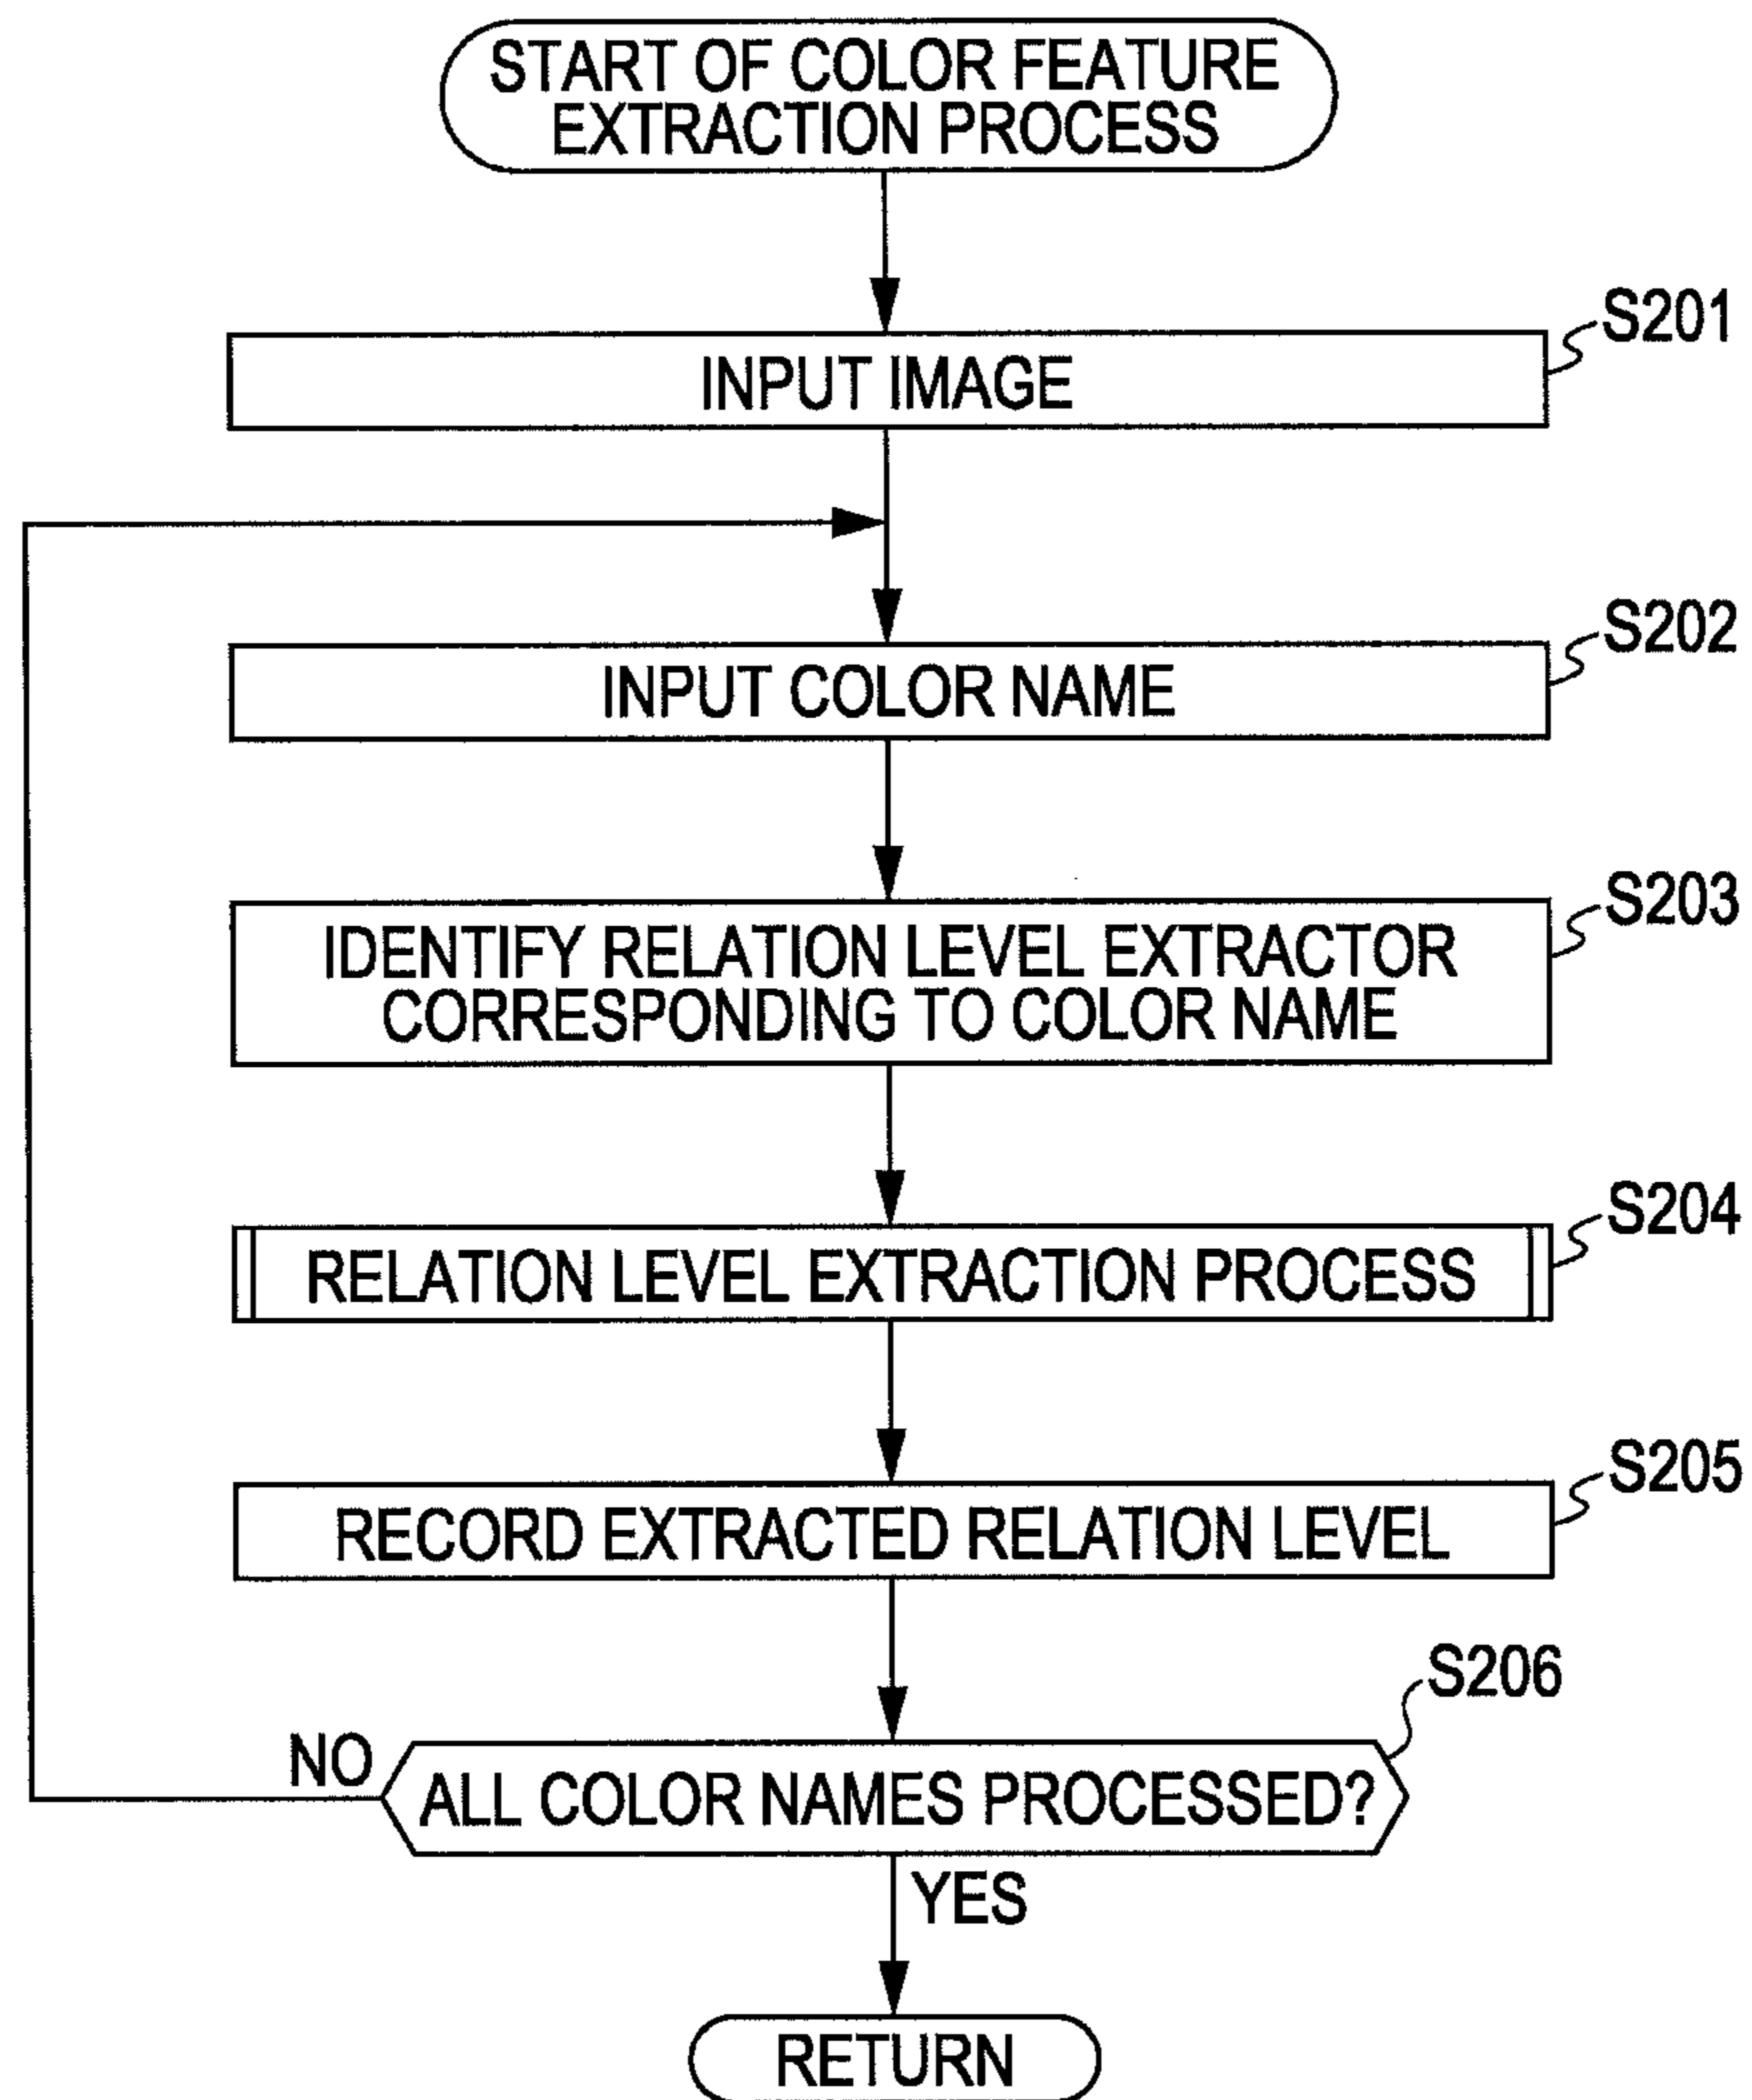 START OF COLOR FEATURE
EXTRACTION PROCESS
S201
INPUT IMAGE
S202
INPUT COLOR NAME
S203
IDENTIFY RELATION LEVEL EXTRACTOR
CORRESPONDING TO COLOR NAME
S204
RELATION LEVEL EXTRACTION PROCESS
S205
RECORD EXTRACTED RELATION LEVEL
S206
NO
ALL COLOR NAMES PROCESSED?
YES
RETURN